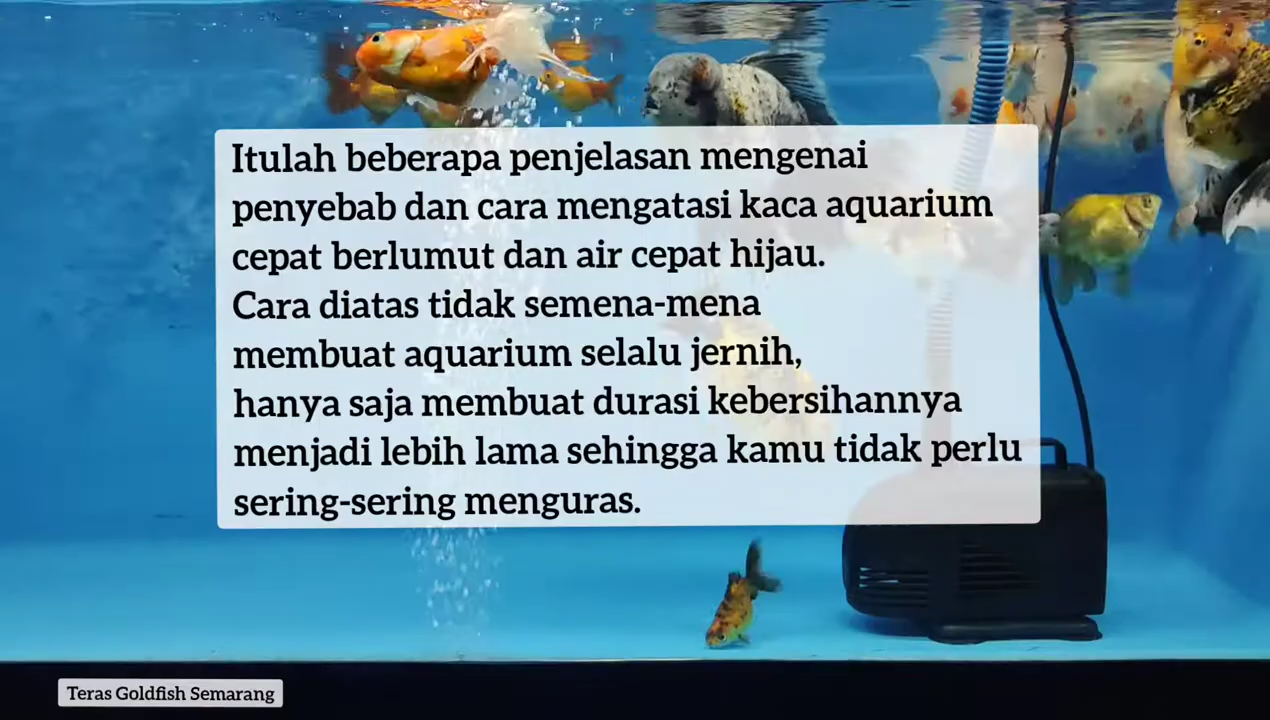 Itulah beberapa penjelasan mengenai
penyebab dan cara mengatasi kaca aquarium
cepat berlumut dan air cepat hijau.
Cara diatas tidak semena-mena
membuat aquarium selalu jernih,
hanya saja membuat durasi kebersihannya
menjadi lebih lama sehingga kamu tidak perlu
sering-sering menguras.
Teras Goldfish Semarang